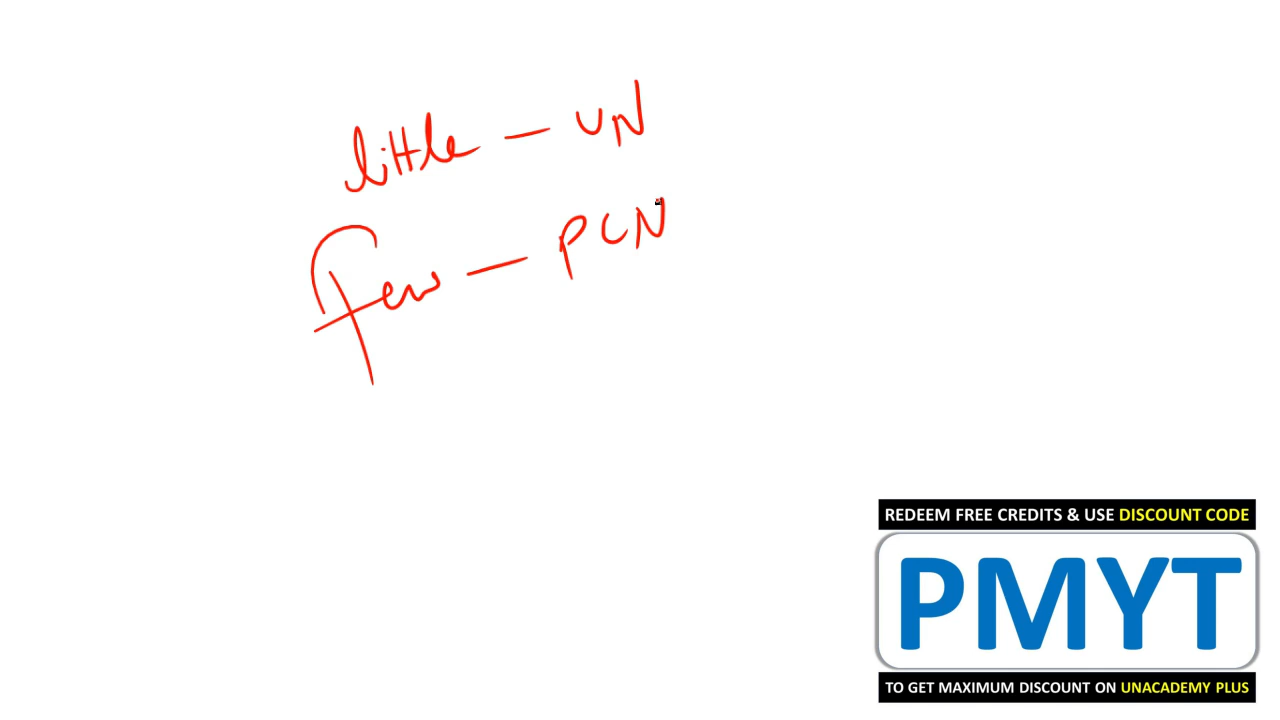 little — UN
few — PCN
REDEEM FREE CREDITS & USE DISCOUNT CODE
PMYT
TO GET MAXIMUM DISCOUNT ON UNACADEMY PLUS